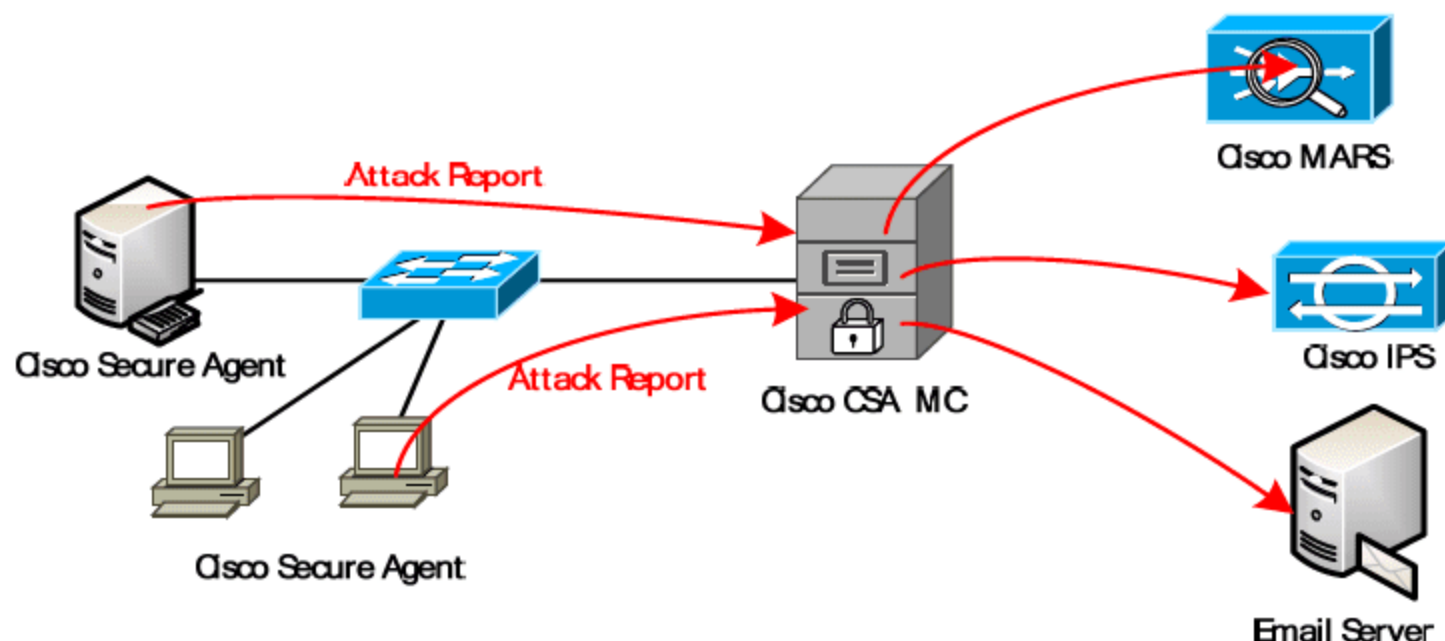 Cisco MARS
Attack Report
Cisco Secure Agent
Cisco IPS
Attack Report
Cisco CSA MC
Cisco Secure Agent
Email Server